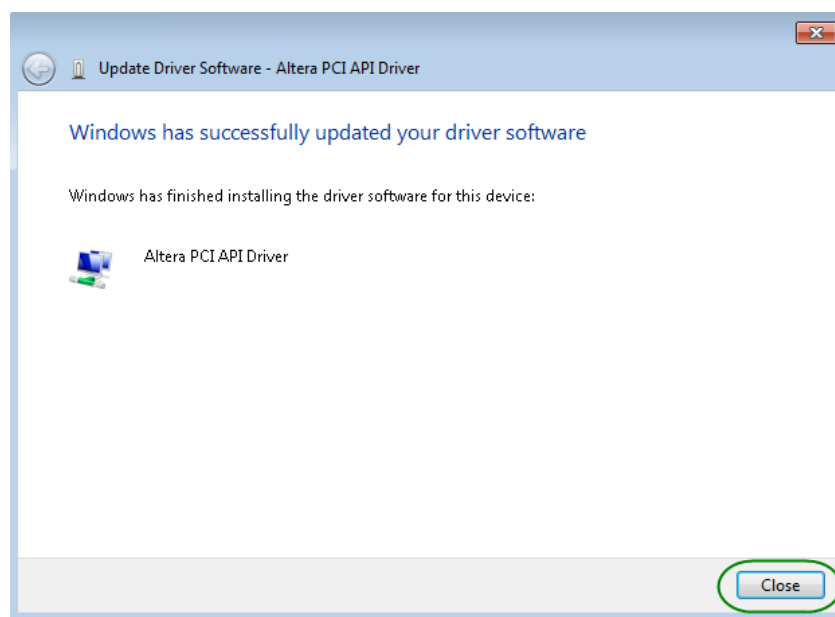 Update Driver Software - Altera PCI API Driver
Windows has successfully updated your driver software
Windows has finished installing the driver software for this device:
Altera PCI API Driver
Close